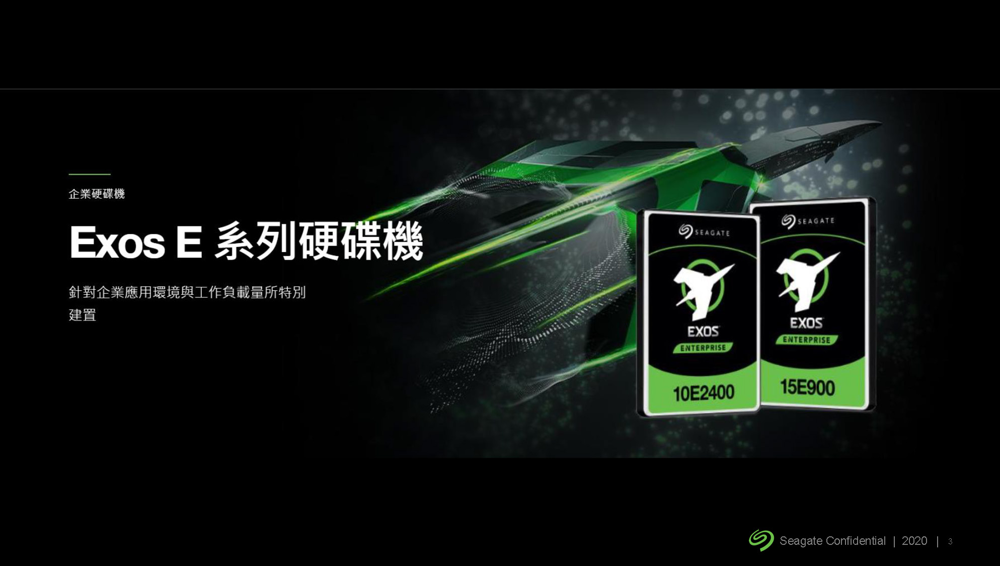 企業硬碟機
Exos E 系列硬碟機
針對企業應用環境與工作負載量所特別
建置
SEAGATE
EXOS
ENTERPRISE
10E2400
SEAGATE
EXOS
ENTERPRISE
15E900
Seagate Confidential | 2020 | 3